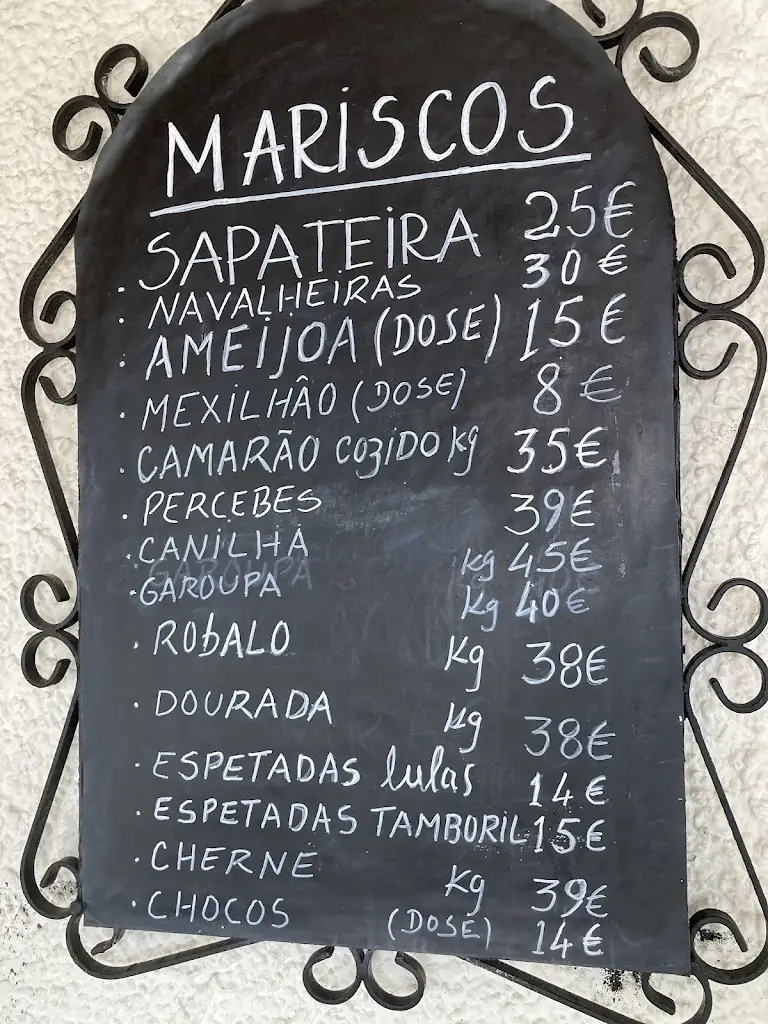 MARISCOS
. SAPATEIRA 25€
. NAVALHEIRAS 30€
. AMEIJOA (DOSE) 15€
. MEXILHÃO (DOSE) 8€
. CAMARÃO COZIDO kg 35€
. PERCEBES 39€
. CANILHA kg 45€
. GAROUPA kg 40€
. RObALO kg 38€
. DOURADA kg 38€
. ESPETADAS lulas 14€
. ESPETADAS TAMBORIL 15€
. CHERNE kg 39€
. CHOCOS (DOSE) 14€